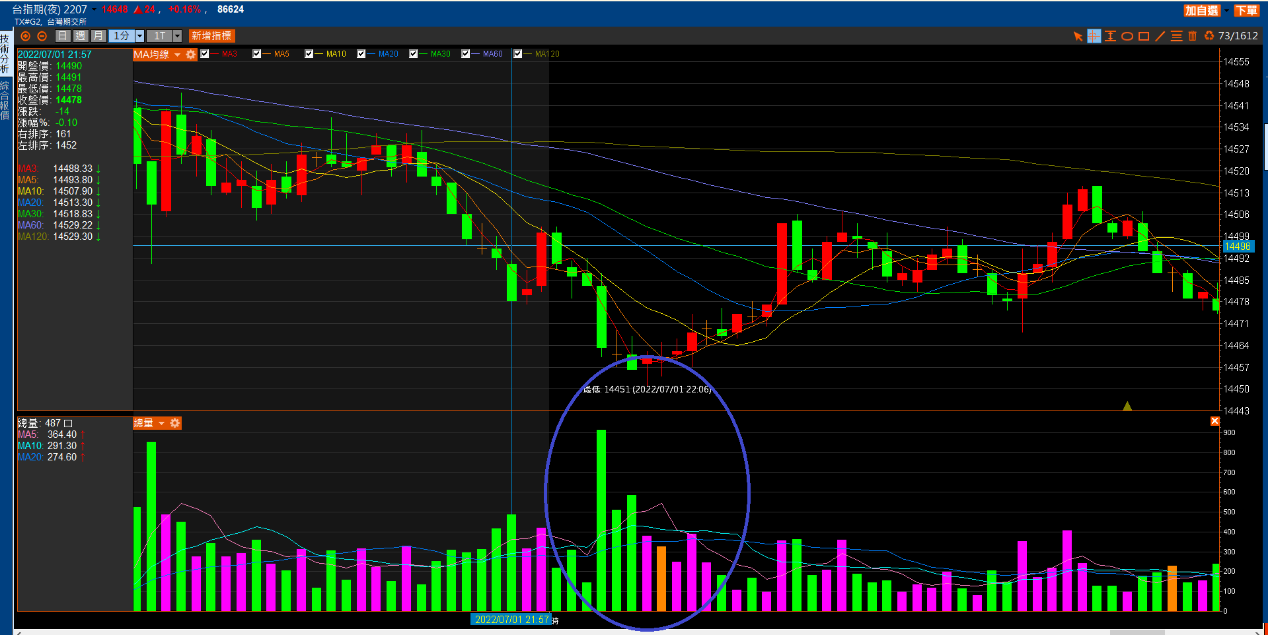 台指期(夜) 2207 14648 ▲ 24 , +0.16% , 86624
TX#G2, 台灣期交所
加自選 下單
日 週 月 1分 1T 新增指標
73/1612
技術分析
綜合報價
2022/07/01 21:57
開盤價: 14490
最高價: 14491
最低價: 14478
收盤價: 14478
漲跌: -14
漲幅%: -0.10
右排序: 161
左排序: 1452
MA3: 14488.33↓
MA5: 14493.80↓
MA10: 14507.90↓
MA20: 14513.30↓
MA30: 14518.83↓
MA60: 14529.22↓
MA120: 14529.30↓
MA均線 MA3 MA5 MA10 MA20 MA30 MA60 MA120
14555
14548
14541
14534
14527
14520
14513
14506
14499
14496
14492
14485
14478
14471
14464
14457
14450
14443
最低 14451 (2022/07/01 22:06)
總量: 487口
MA5: 364.40↑
MA10: 291.30↑
MA20: 274.60↑
總量
900
800
700
600
500
400
300
200
100
0
2022/07/01 21:57